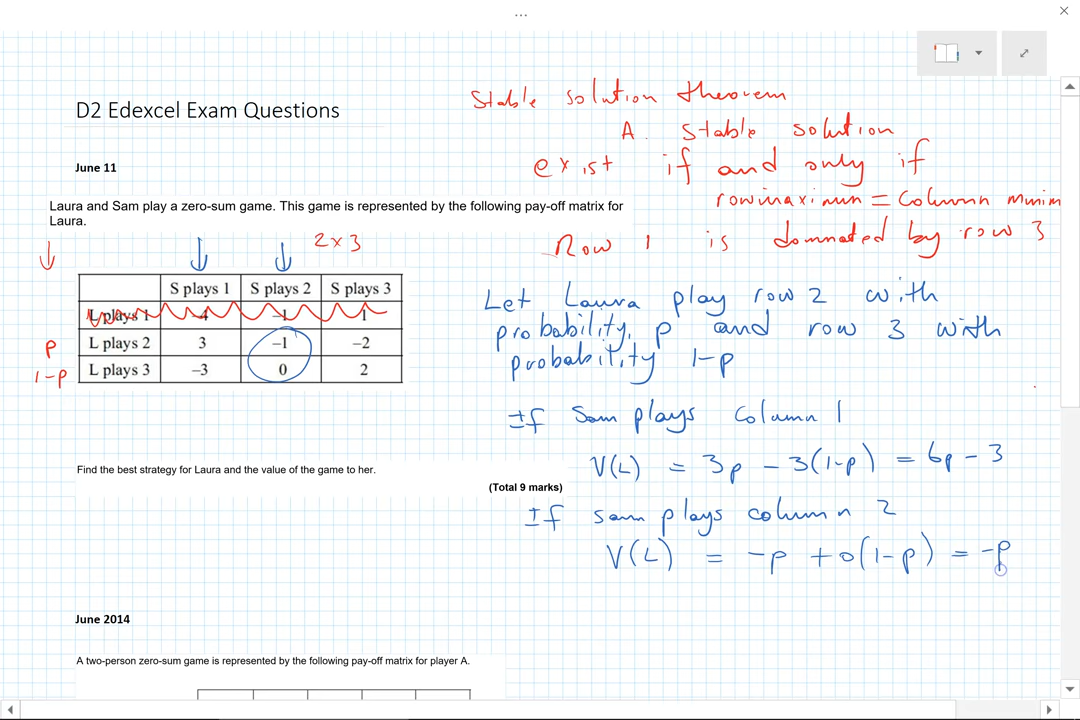 ...
D2 Edexcel Exam Questions
June 11
Laura and Sam play a zero-sum game. This game is represented by the following pay-off matrix for
Laura.
2 x 3
S plays 1 S plays 2 S plays 3
L plays 1 -4 -1 1
p L plays 2 3 –1 –2
1-p L plays 3 –3 0 2
Find the best strategy for Laura and the value of the game to her.
(Total 9 marks)
Stable solution theorem
A stable solution
exist if and only if
row maximin = column minim
Row 1 is domnated by row 3
Let Laura play row 2 with
probability, p and row 3 with
probability 1-p
If Sam plays column 1
V(L) = 3p - 3(1-p) = 6p - 3
If sam plays column 2
V(L) = -p + 0(1-p) = -p
June 2014
A two-person zero-sum game is represented by the following pay-off matrix for player A.